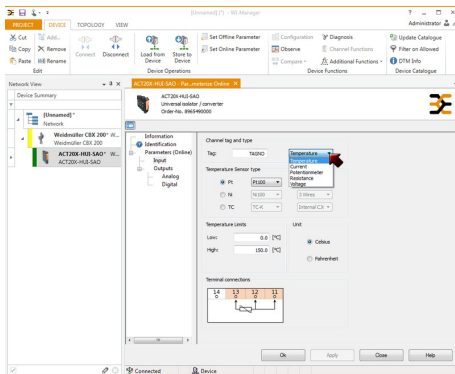 [Unnamed] (*) - WI-Manager
PROJECT DEVICE TOPOLOGY VIEW Administrator
Cut Add...
Copy Remove
Paste Rename
Edit
Connect Disconnect
Load from Device
Store to Device
Device Operations
Set Offline Parameter
Set Online Parameter
Configuration Diagnosis
Observe Channel Functions
Compare Additional Functions
Device Functions
Update Catalogue
Filter on Allowed
DTM Info
Device Catalogue
Network View
Device Summary
[Unnamed]*
Network
Weidmüller CBX 200* W...
Weidmüller CBX 200
ACT20X-HUI-SAO* W...
ACT20X-HUI-SAO
ACT20X-HUI-SAO - Par...meterize Online
ACT20X-HUI-SAO
Universal isolator / converter
Order-No. 8965490000
Information
Identification
Parameters (Online)
Input
Outputs
Analog
Digital
Channel tag and type
Tag: TAGNO Temperature
Temperature
Current
Potentiometer
Resistance
Voltage
Temperature Sensor type
Pt Pt100
Ni Ni100 3 Wires
TC TC-K Internal CJC
Temperature Limits
Low: 0.0 [°C]
High: 150.0 [°C]
Unit
Celsius
Fahrenheit
Terminal connections
14 13 12 11
Ok Apply Close Help
Connected Device